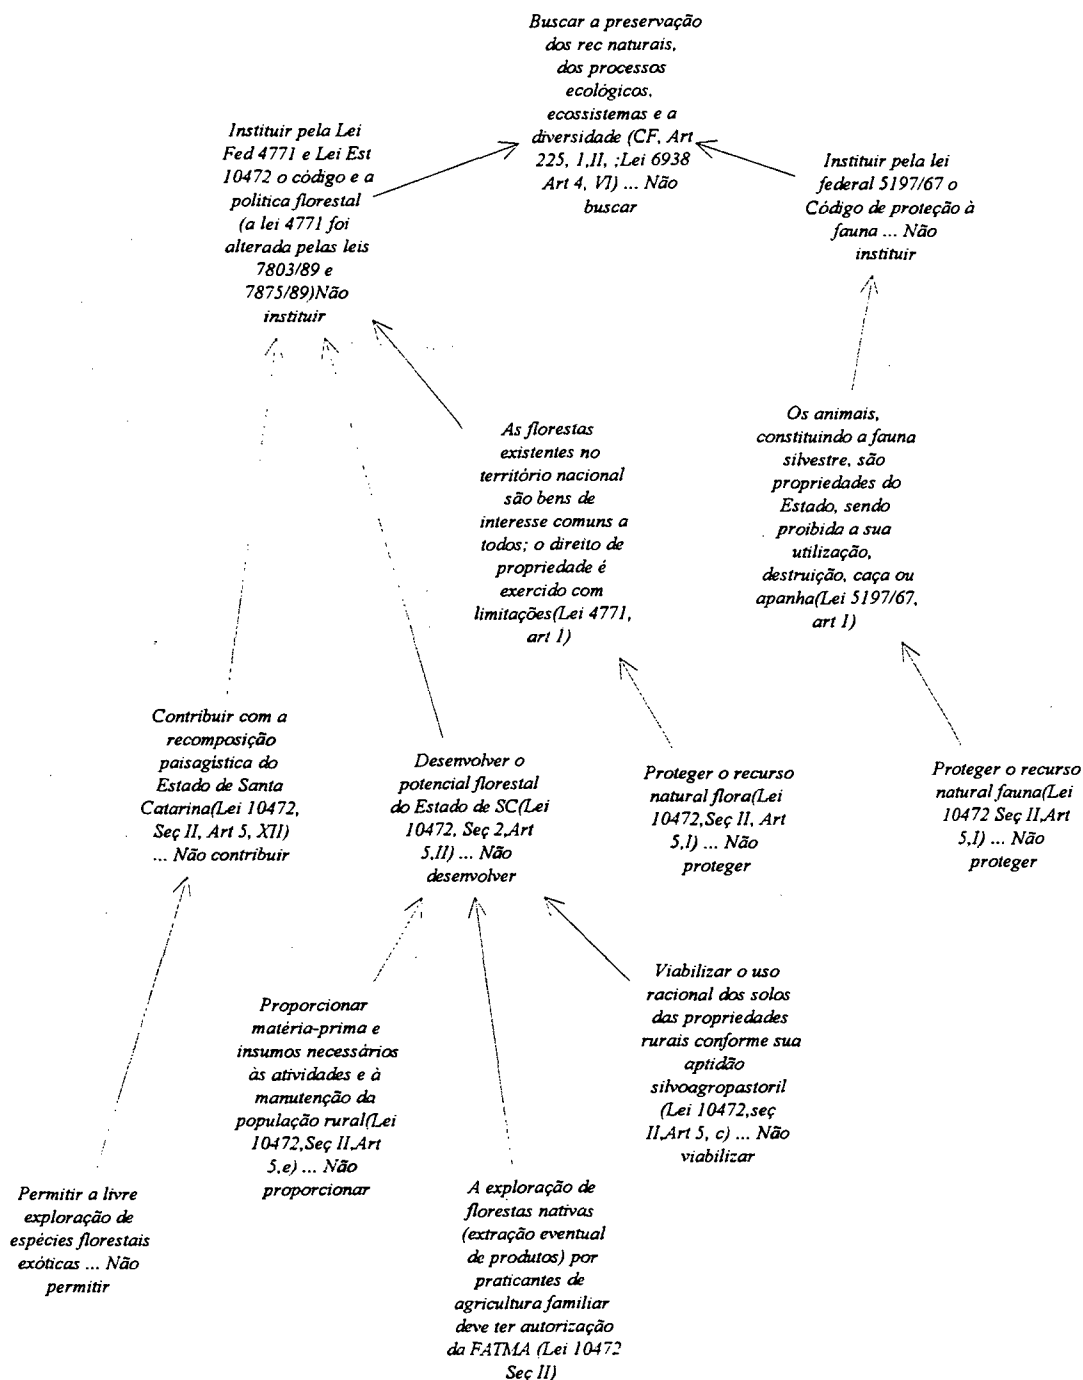 Buscar a preservação
dos rec naturais,
dos processos
ecológicos,
ecossistemas e a
diversidade (CF, Art
225, 1,II, ;Lei 6938
Art 4, VI) ... Não
buscar
Instituir pela Lei
Fed 4771 e Lei Est
10472 o código e a
politica florestal
(a lei 4771 foi
alterada pelas leis
7803/89 e
7875/89)Não
instituir
Instituir pela lei
federal 5197/67 o
Código de proteção à
fauna ... Não
instituir
As florestas
existentes no
território nacional
são bens de
interesse comuns a
todos; o direito de
propriedade é
exercido com
limitações(Lei 4771,
art 1)
Os animais,
constituindo a fauna
silvestre, são
propriedades do
Estado, sendo
proibida a sua
utilização,
destruição, caça ou
apanha(Lei 5197/67,
art 1)
Contribuir com a
recomposição
paisagística do
Estado de Santa
Catarina(Lei 10472,
Seç II, Art 5, XII)
... Não contribuir
Desenvolver o
potencial florestal
do Estado de SC(Lei
10472, Seç 2,Art
5,II) ... Não
desenvolver
Proteger o recurso
natural flora(Lei
10472,Seç II, Art
5,I) ... Não
proteger
Proteger o recurso
natural fauna(Lei
10472 Seç II,Art
5,I) ... Não
proteger
Proporcionar
matéria-prima e
insumos necessários
às atividades e à
manutenção da
população rural(Lei
10472,Seç II,Art
5,e) ... Não
proporcionar
Viabilizar o uso
racional dos solos
das propriedades
rurais conforme sua
aptidão
silvoagropastoril
(Lei 10472,seç
II,Art 5, c) ... Não
viabilizar
Permitir a livre
exploração de
espécies florestais
exóticas ... Não
permitir
A exploração de
florestas nativas
(extração eventual
de produtos) por
praticantes de
agricultura familiar
deve ter autorização
da FATMA (Lei 10472
Seç II)